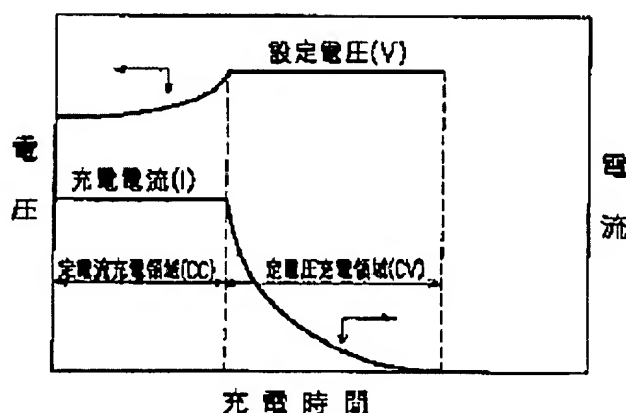 設定電圧(V)
電圧
充電電流(I)
電流
定電流充電領域(CC)
定電圧充電領域(CV)
充電時間